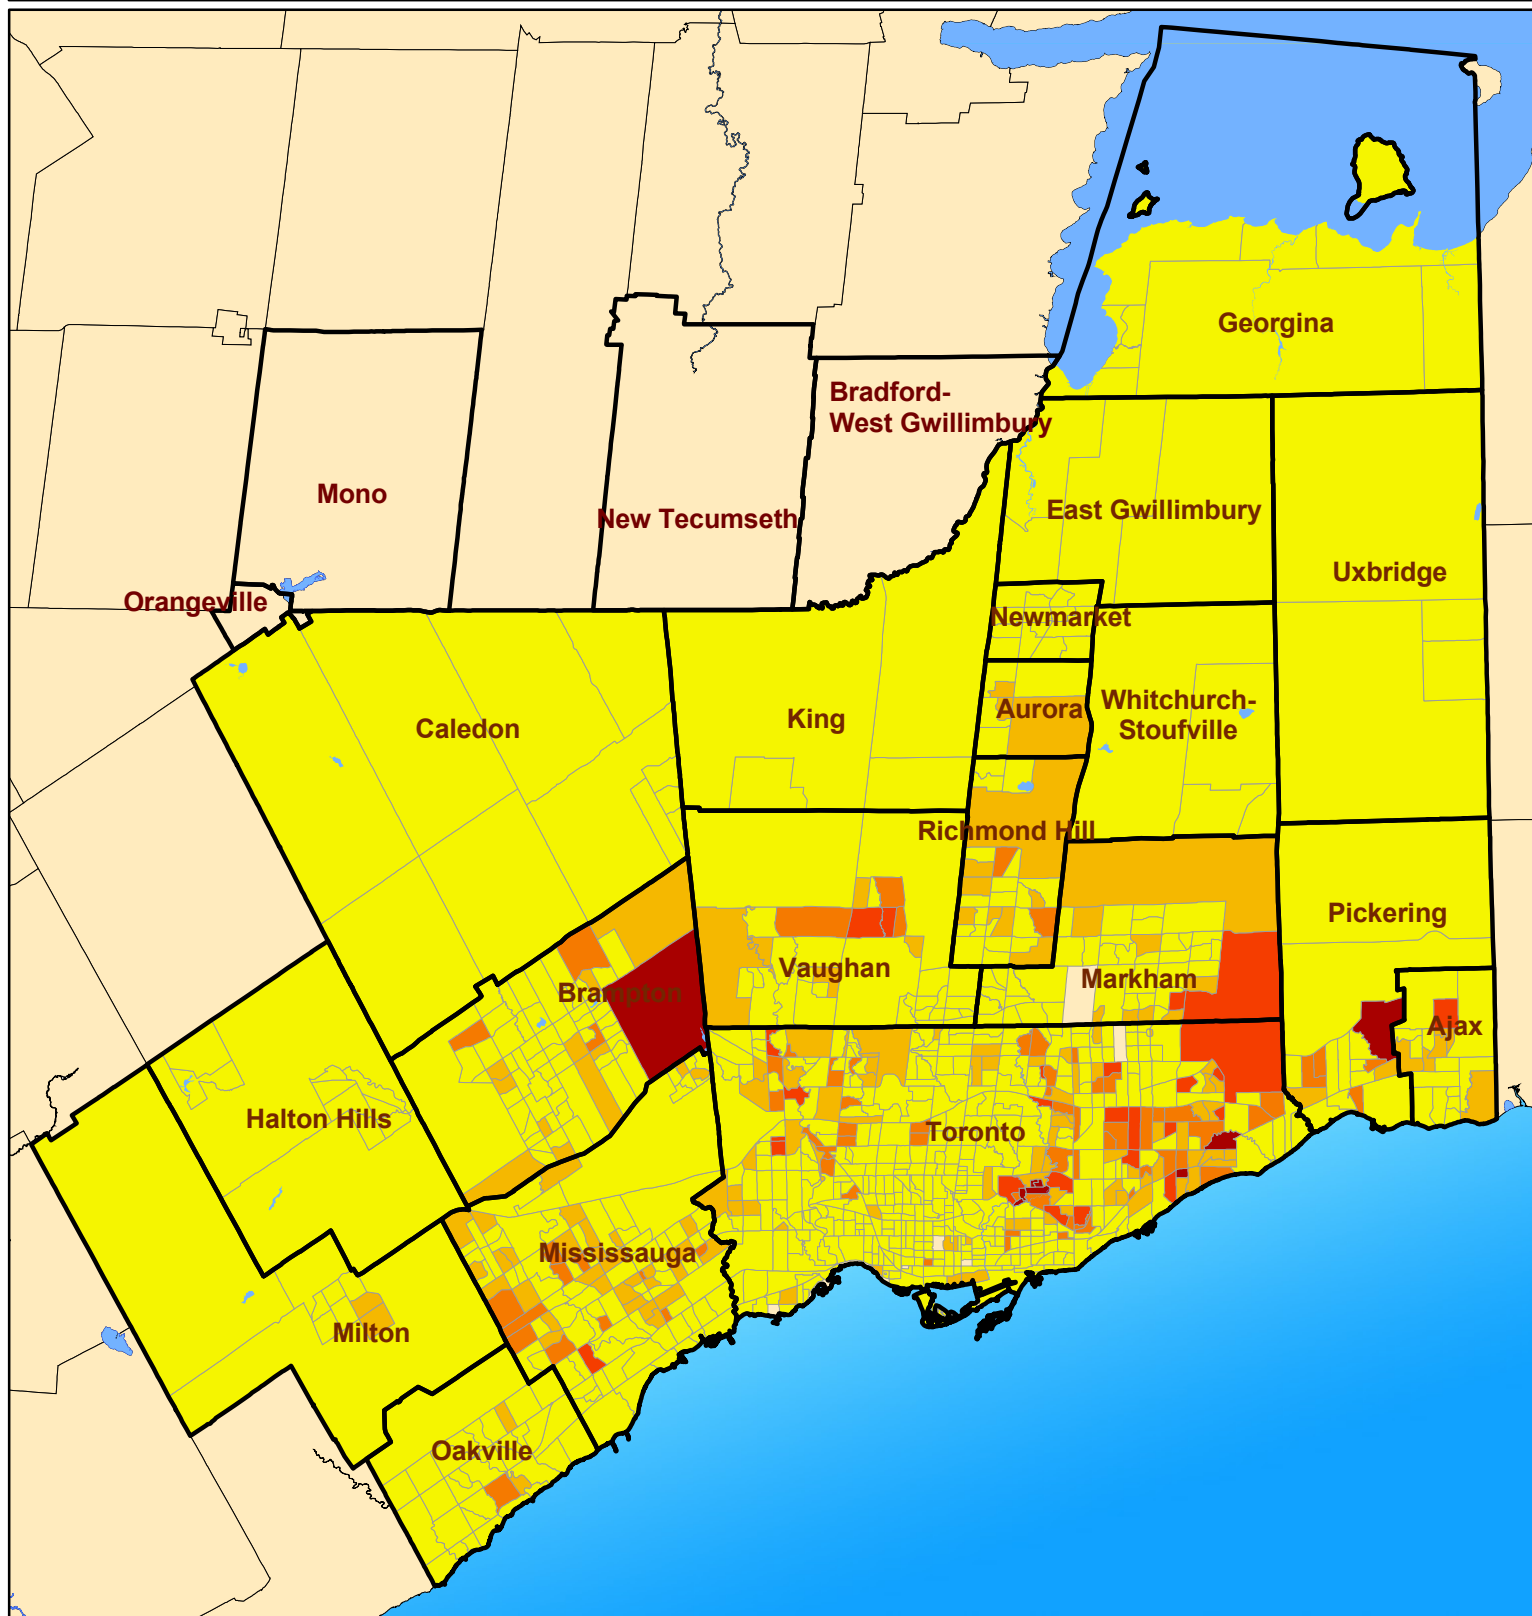 Georgina
Bradford-
West Gwillimbury
Mono
New Tecumseth
East Gwillimbury
Uxbridge
Orangeville
Newmarket
Caledon
King
Aurora
Whitchurch-
Stoufville
Richmond Hill
Pickering
Vaughan
Markham
Brampton
Ajax
Halton Hills
Toronto
Mississauga
Milton
Oakville